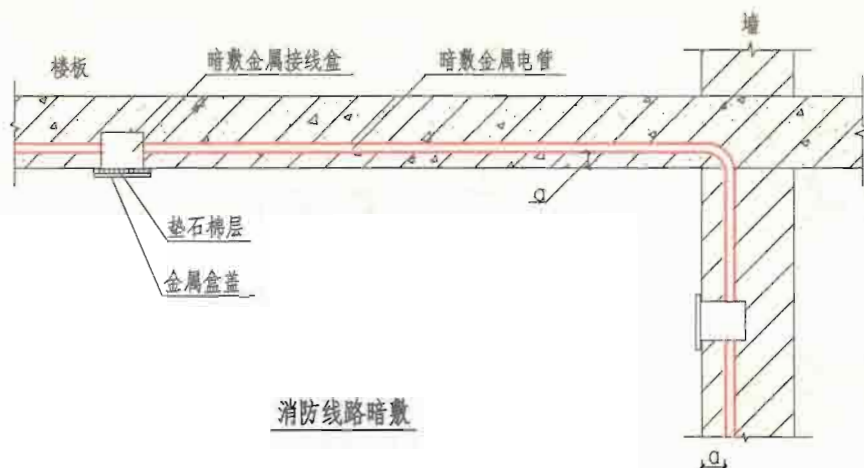 墙
楼板
暗敷金属接线盒
暗敷金属电管
a
垫石棉层
金属盒盖
消防线路暗敷
a